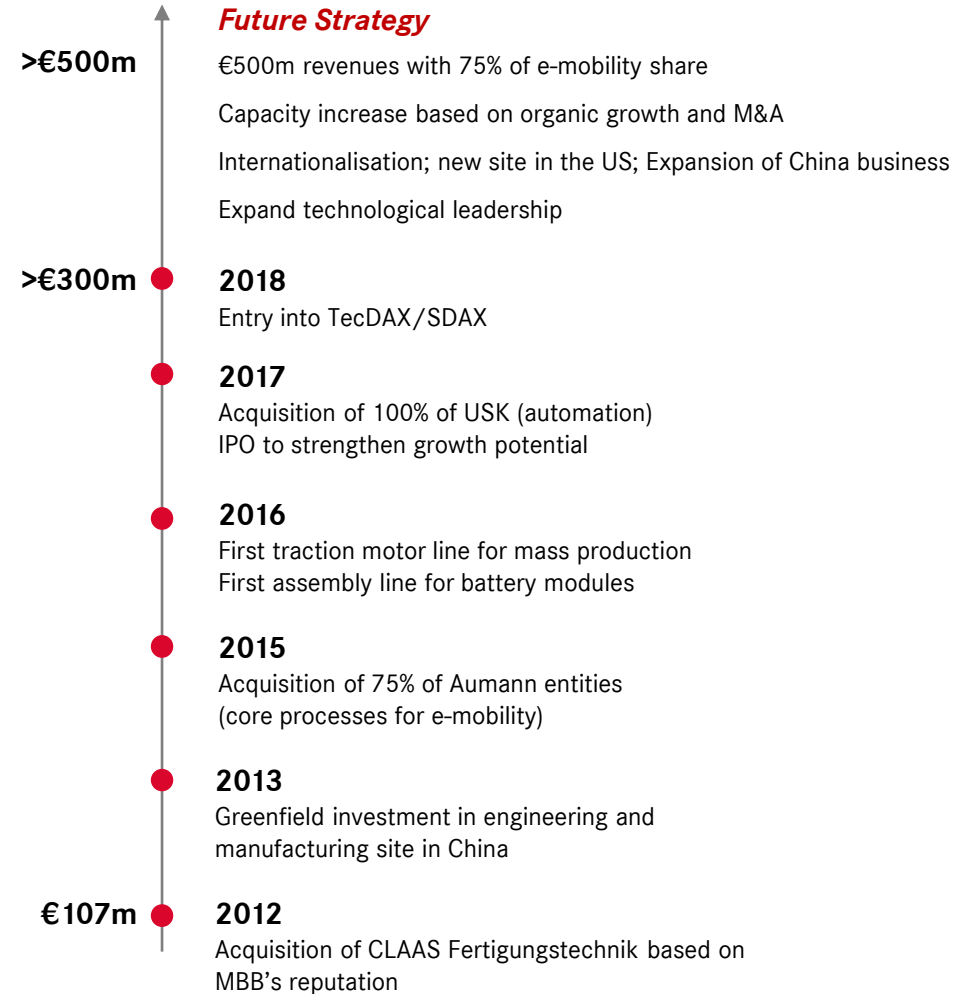 Future Strategy
>€500m
€500m revenues with 75% of e-mobility share
Capacity increase based on organic growth and M&A
Internationalisation; new site in the US; Expansion of China business
Expand technological leadership
>€300m
2018
Entry into TecDAX/SDAX
2017
Acquisition of 100% of USK (automation)
IPO to strengthen growth potential
2016
First traction motor line for mass production
First assembly line for battery modules
2015
Acquisition of 75% of Aumann entities
(core processes for e-mobility)
2013
Greenfield investment in engineering and
manufacturing site in China
€107m
2012
Acquisition of CLAAS Fertigungstechnik based on
MBB’s reputation